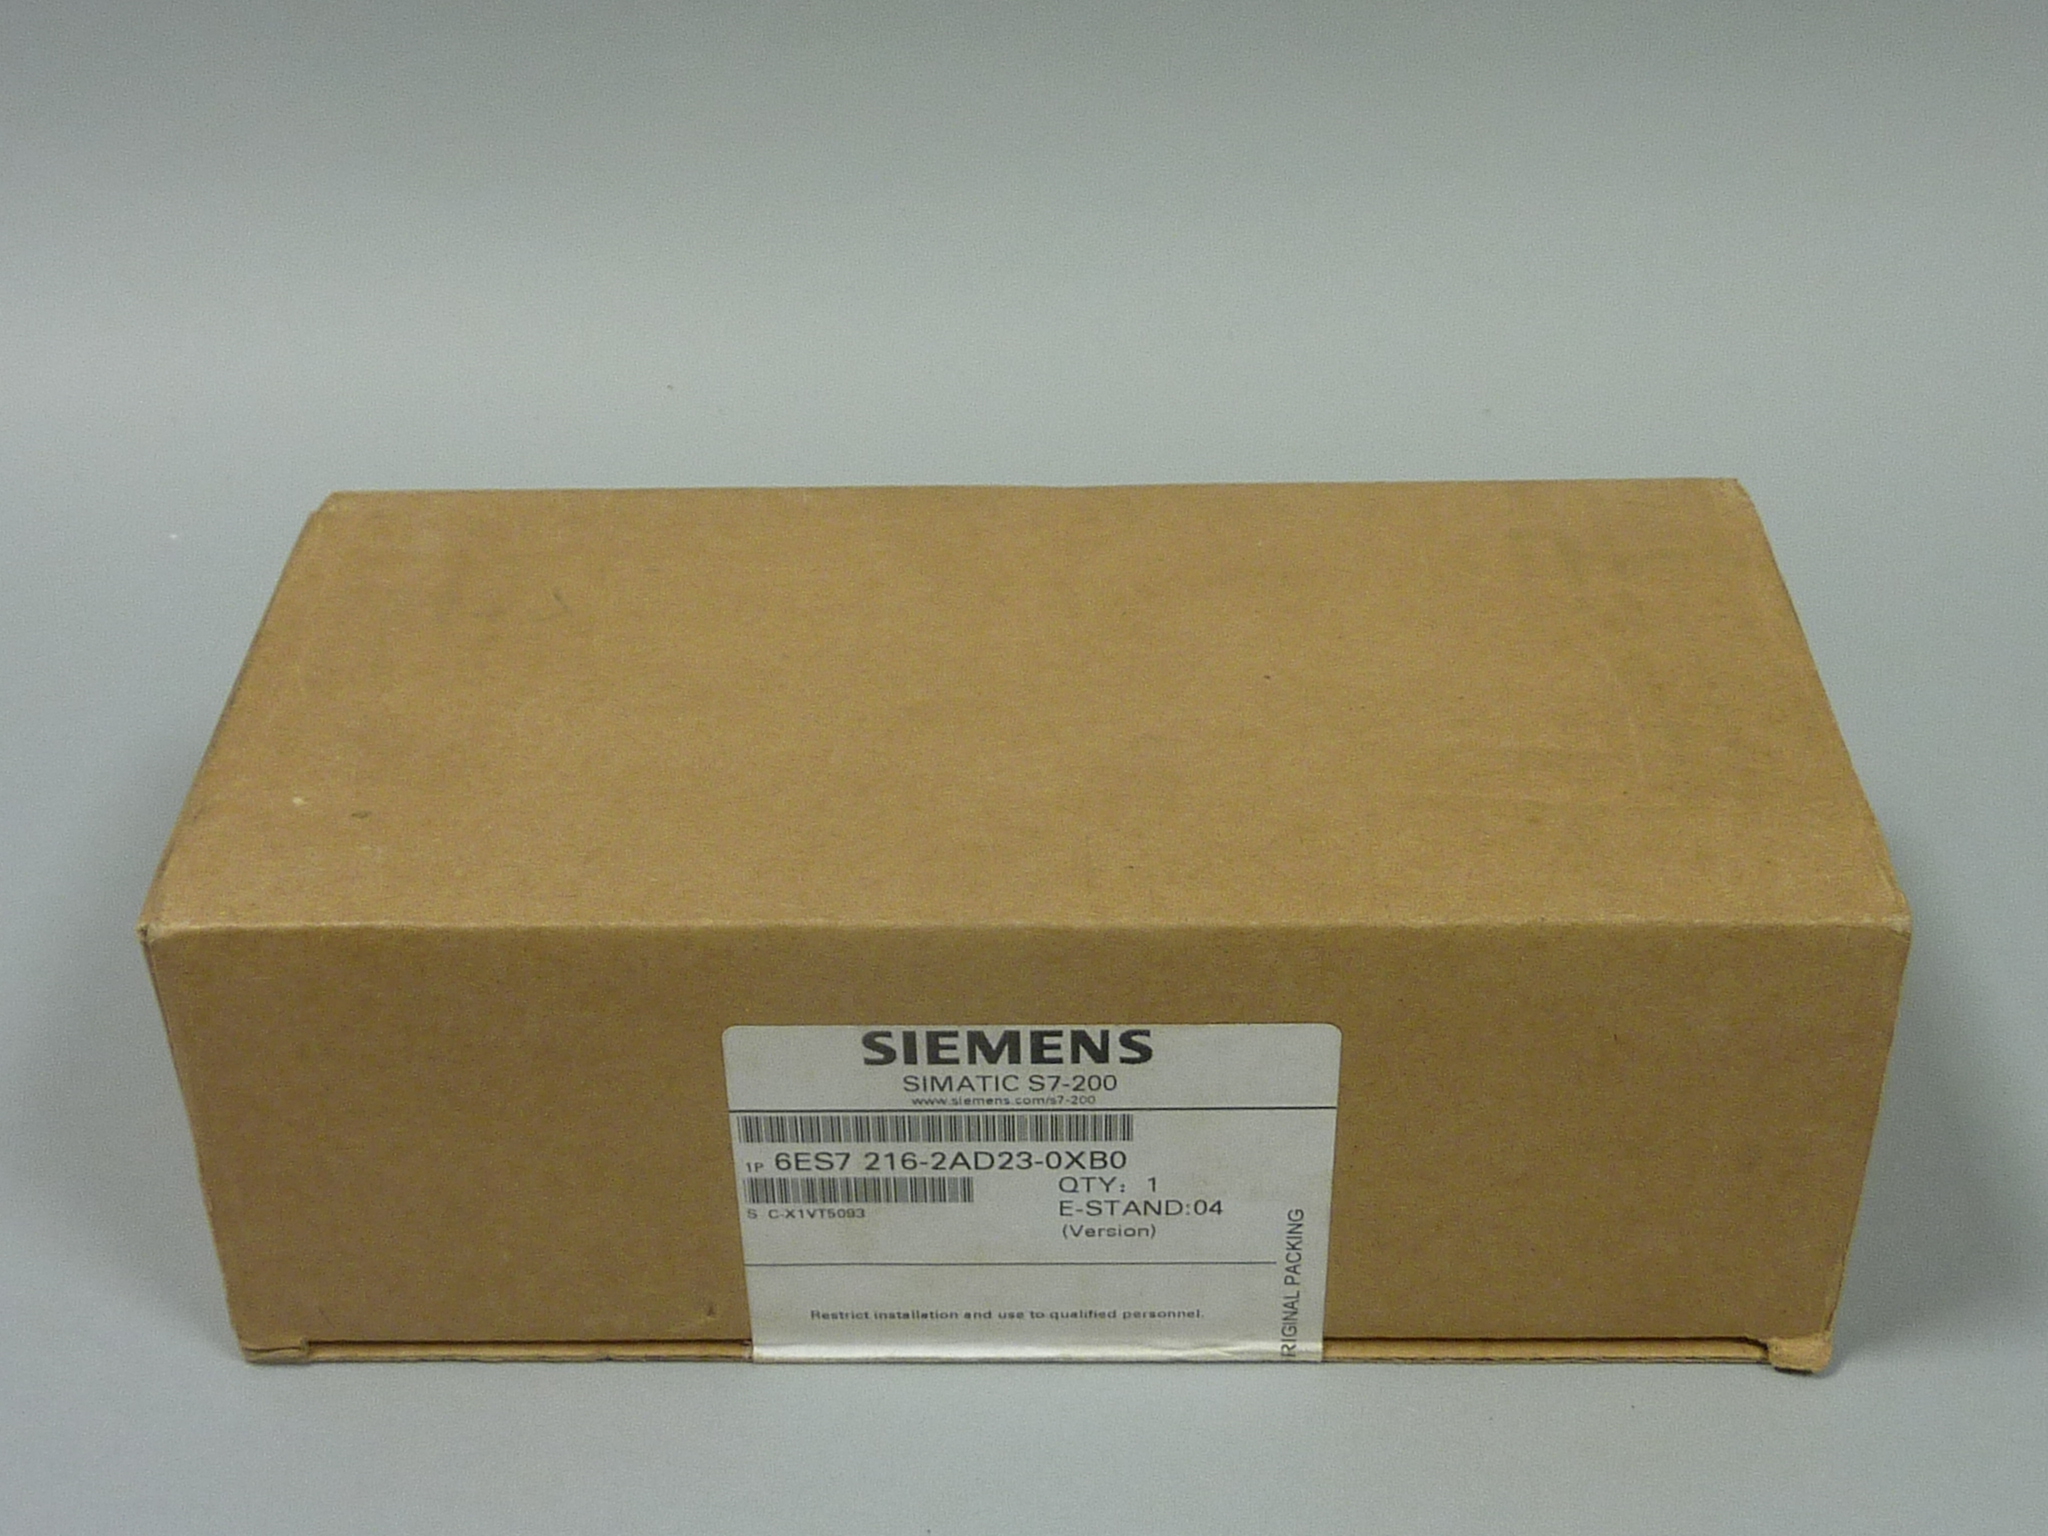 SIEMENS
SIMATIC S7-200
www.siemens.com/s7-200
1P 6ES7 216-2AD23-0XB0
QTY: 1
S C-X1VT5093
E-STAND:04
(Version)
Restrict installation and use to qualified personnel.
RIGINAL PACKING